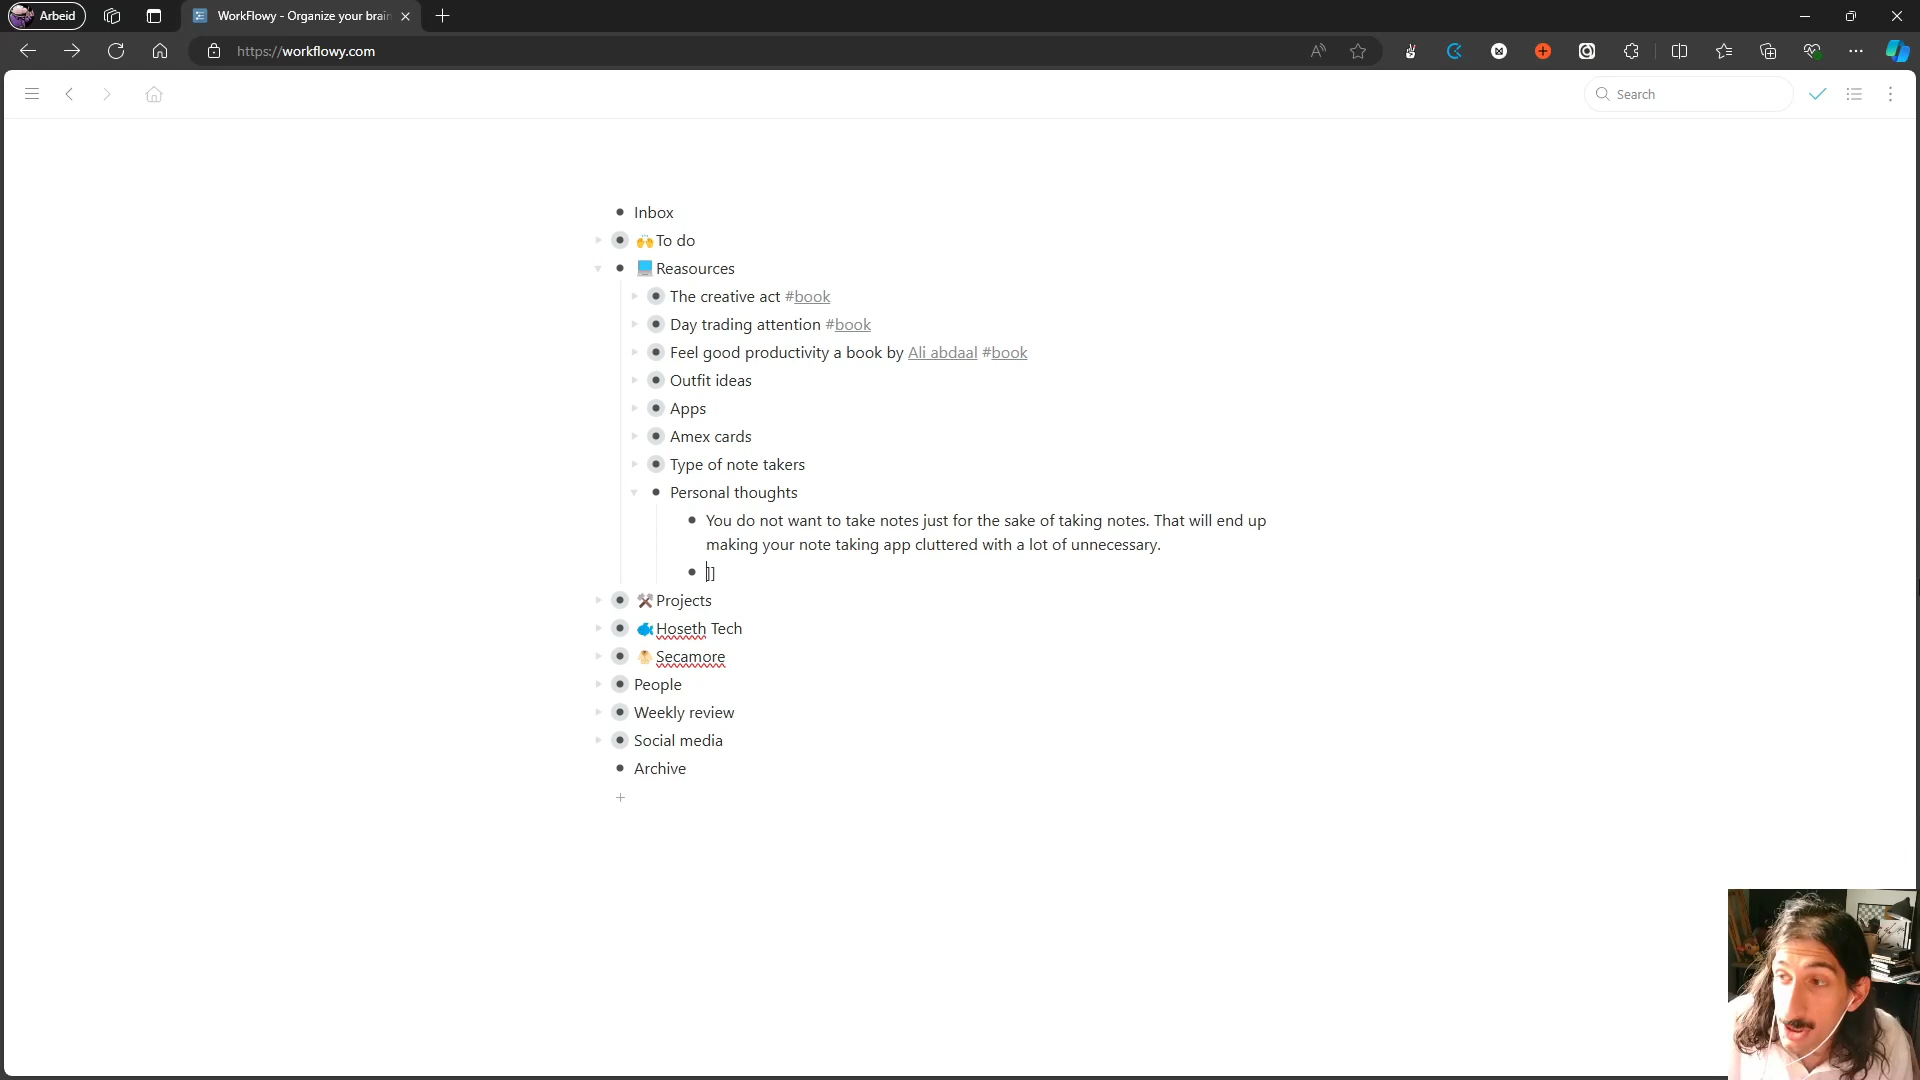 Arbeid
WorkFlowy - Organize your brain
https://workflowy.com
Search
Inbox
🙌 To do
💻 Reasources
The creative act #book
Day trading attention #book
Feel good productivity a book by Ali abdaal #book
Outfit ideas
Apps
Amex cards
Type of note takers
Personal thoughts
You do not want to take notes just for the sake of taking notes. That will end up
making your note taking app cluttered with a lot of unnecessary.
]]
⚒️ Projects
🐟 Hoseth Tech
Secamore
People
Weekly review
Social media
Archive